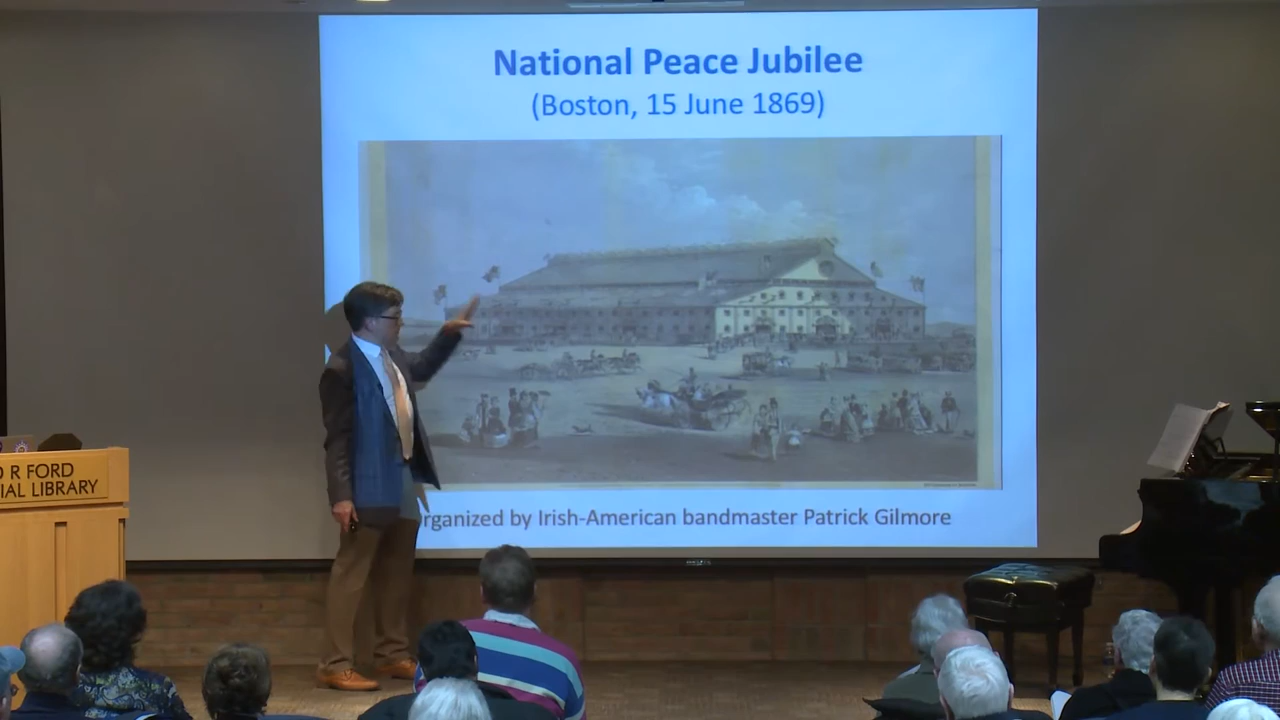 National Peace Jubilee
(Boston, 15 June 1869)
rganized by Irish-American bandmaster Patrick Gilmore
R FORD
IAL LIBRARY